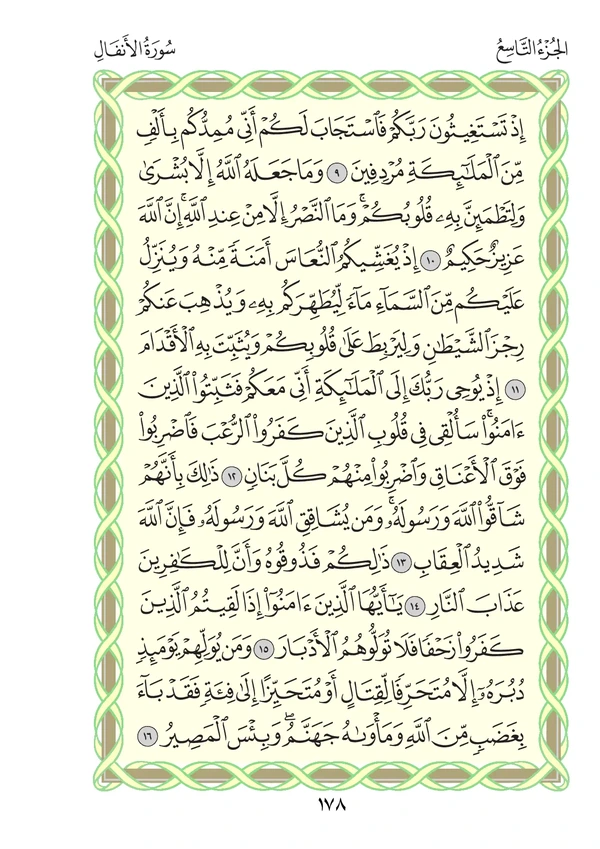 الجُزْءُ التَّاسِعُ
سُورَةُ الأَنفَالِ
إِذْ تَسْتَغِيثُونَ رَبَّكُمْ فَٱسْتَجَابَ لَكُمْ أَنِّي مُمِدُّكُم بِأَلْفٖ
مِّنَ ٱلْمَلَٰٓئِكَةِ مُرْدِفِينَ ٩ وَمَا جَعَلَهُ ٱللَّهُ إِلَّا بُشْرَىٰ
وَلِتَطْمَئِنَّ بِهِۦ قُلُوبُكُمْۚ وَمَا ٱلنَّصْرُ إِلَّا مِنْ عِندِ ٱللَّهِۚ إِنَّ ٱللَّهَ
عَزِيزٌ حَكِيمٌ ١٠ إِذْ يُغَشِّيكُمُ ٱلنُّعَاسَ أَمَنَةٗ مِّنْهُ وَيُنَزِّلُ
عَلَيْكُم مِّنَ ٱلسَّمَآءِ مَآءٗ لِّيُطَهِّرَكُم بِهِۦ وَيُذْهِبَ عَنكُمْ
رِجْزَ ٱلشَّيْطَٰنِ وَلِيَرْبِطَ عَلَىٰ قُلُوبِكُمْ وَيُثَبِّتَ بِهِ ٱلْأَقْدَامَ
١١ إِذْ يُوحِي رَبُّكَ إِلَى ٱلْمَلَٰٓئِكَةِ أَنِّي مَعَكُمْ فَثَبِّتُوا۟ ٱلَّذِينَ
ءَامَنُوا۟ۚ سَأُلْقِي فِي قُلُوبِ ٱلَّذِينَ كَفَرُوا۟ ٱلرُّعْبَ فَٱضْرِبُوا۟
فَوْقَ ٱلْأَعْنَاقِ وَٱضْرِبُوا۟ مِنْهُمْ كُلَّ بَنَانٖ ١٢ ذَٰلِكَ بِأَنَّهُمْ
شَآقُّوا۟ ٱللَّهَ وَرَسُولَهُۥۚ وَمَن يُشَاقِقِ ٱللَّهَ وَرَسُولَهُۥ فَإِنَّ ٱللَّهَ
شَدِيدُ ٱلْعِقَابِ ١٣ ذَٰلِكُمْ فَذُوقُوهُ وَأَنَّ لِلْكَٰفِرِينَ
عَذَابَ ٱلنَّارِ ١٤ يَٰٓأَيُّهَا ٱلَّذِينَ ءَامَنُوٓا۟ إِذَا لَقِيتُمُ ٱلَّذِينَ
كَفَرُوا۟ زَحْفٗا فَلَا تُوَلُّوهُمُ ٱلْأَدْبَارَ ١٥ وَمَن يُوَلِّهِمْ يَوْمَئِذٖ
دُبُرَهُۥٓ إِلَّا مُتَحَرِّفٗا لِّقِتَالٍ أَوْ مُتَحَيِّزًا إِلَىٰ فِئَةٖ فَقَدْ بَآءَ
بِغَضَبٖ مِّنَ ٱللَّهِ وَمَأْوَىٰهُ جَهَنَّمُۖ وَبِئْسَ ٱلْمَصِيرُ ١٦
١٧٨